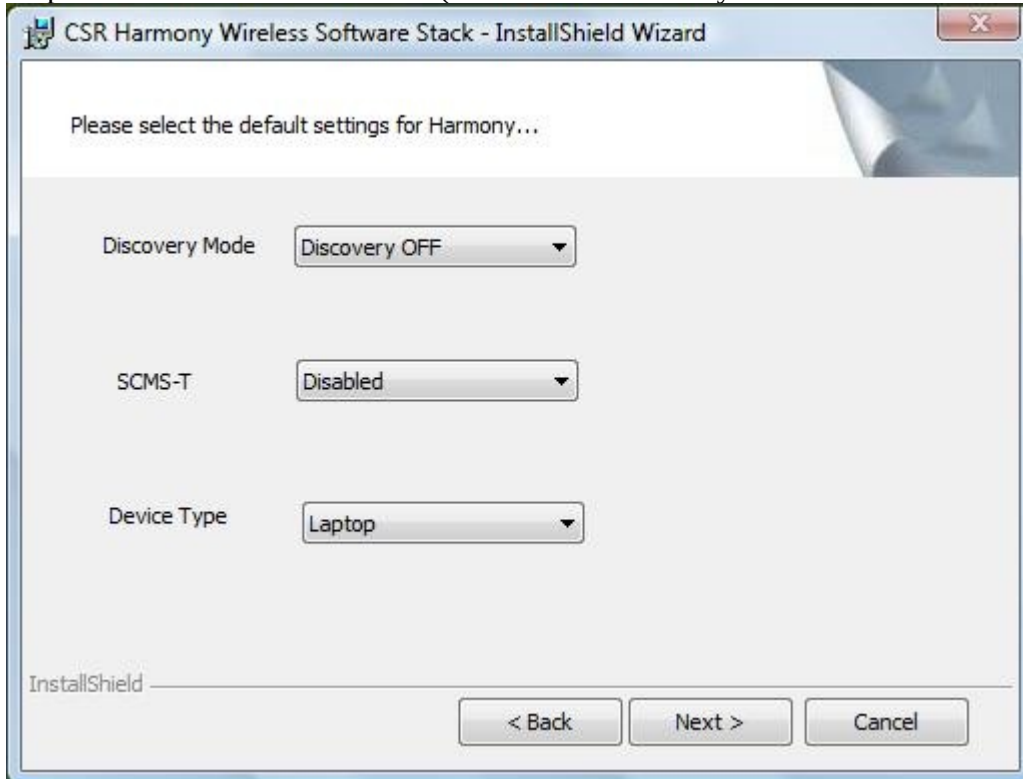 CSR Harmony Wireless Software Stack - InstallShield Wizard
Please select the default settings for Harmony...
Discovery Mode Discovery OFF
SCMS-T Disabled
Device Type Laptop
InstallShield
< Back Next > Cancel